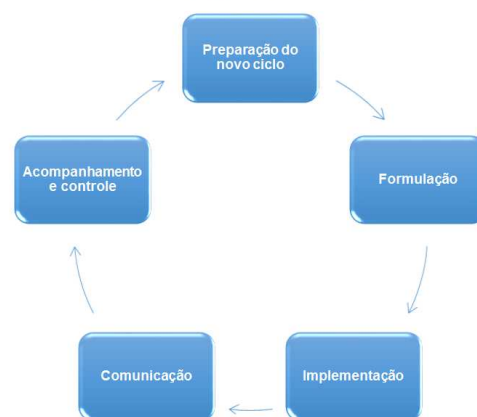 Preparação do
novo ciclo
Formulação
Implementação
Comunicação
Acompanhamento
e controle